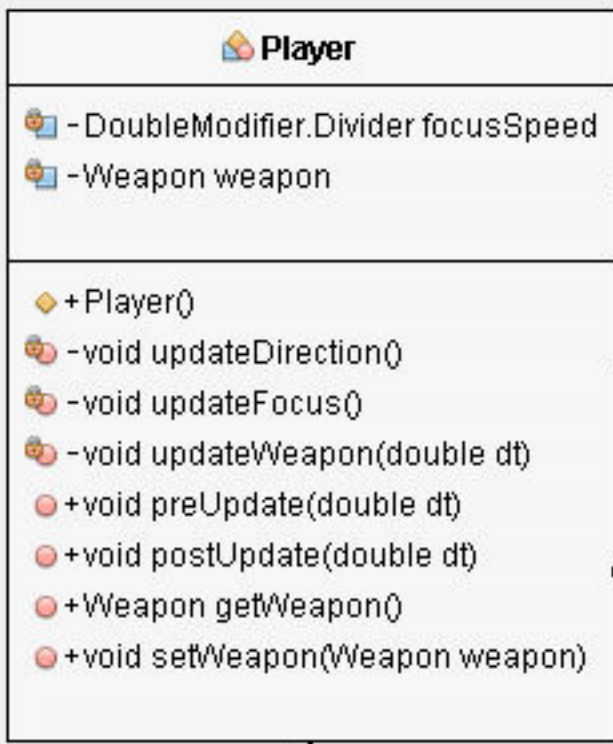 Player
-DoubleModifier.Divider focusSpeed
-Weapon weapon
+Player()
-void updateDirection()
-void updateFocus()
-void updateWeapon(double dt)
+void preUpdate(double dt)
+void postUpdate(double dt)
+Weapon getWeapon()
+void setWeapon(Weapon weapon)